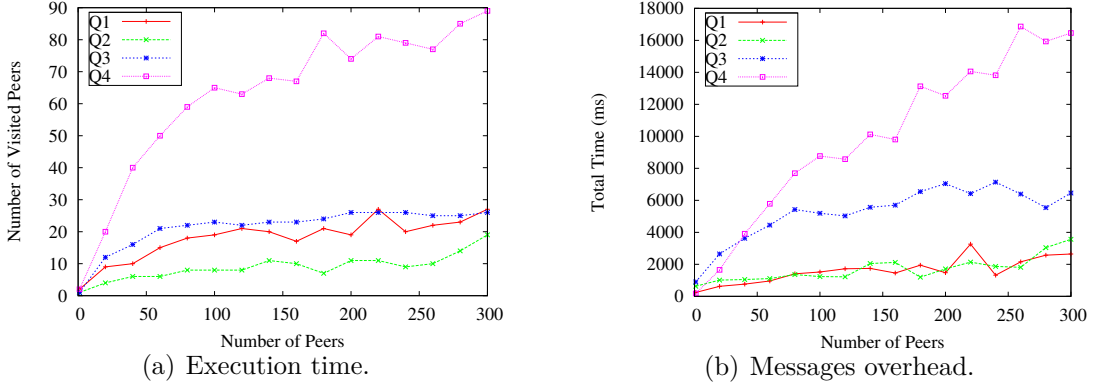 90
80
70
60
50
40
30
20
10
0
Number of Visited Peers
Q1
Q2
Q3
Q4
0 50 100 150 200 250 300
Number of Peers
(a) Execution time.
18000
16000
14000
12000
10000
8000
6000
4000
2000
0
Total Time (ms)
Q1
Q2
Q3
Q4
0 50 100 150 200 250 300
Number of Peers
(b) Messages overhead.